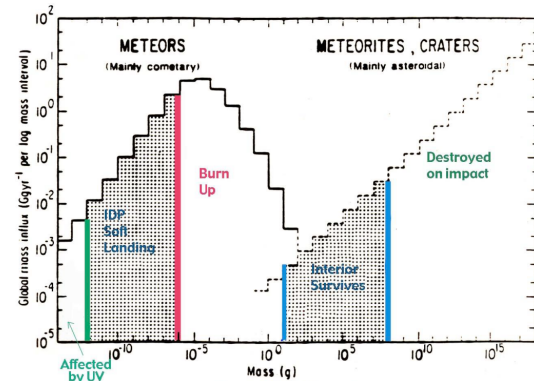 METEORS
(Mainly cometary)
METEORITES, CRATERS
(Mainly asteroidal)
Global mass influx (Ggyr⁻¹ per log mass interval)
10²
10¹
10⁰
10⁻¹
10⁻²
10⁻³
10⁻⁴
10⁻⁵
IDP
Soft
Landing
Burn
Up
Interior
Survives
Destroyed
on impact
Affected
by UV
10⁻¹⁰
10⁻⁵
10⁰
10⁵
10¹⁰
10¹⁵
Mass (g)